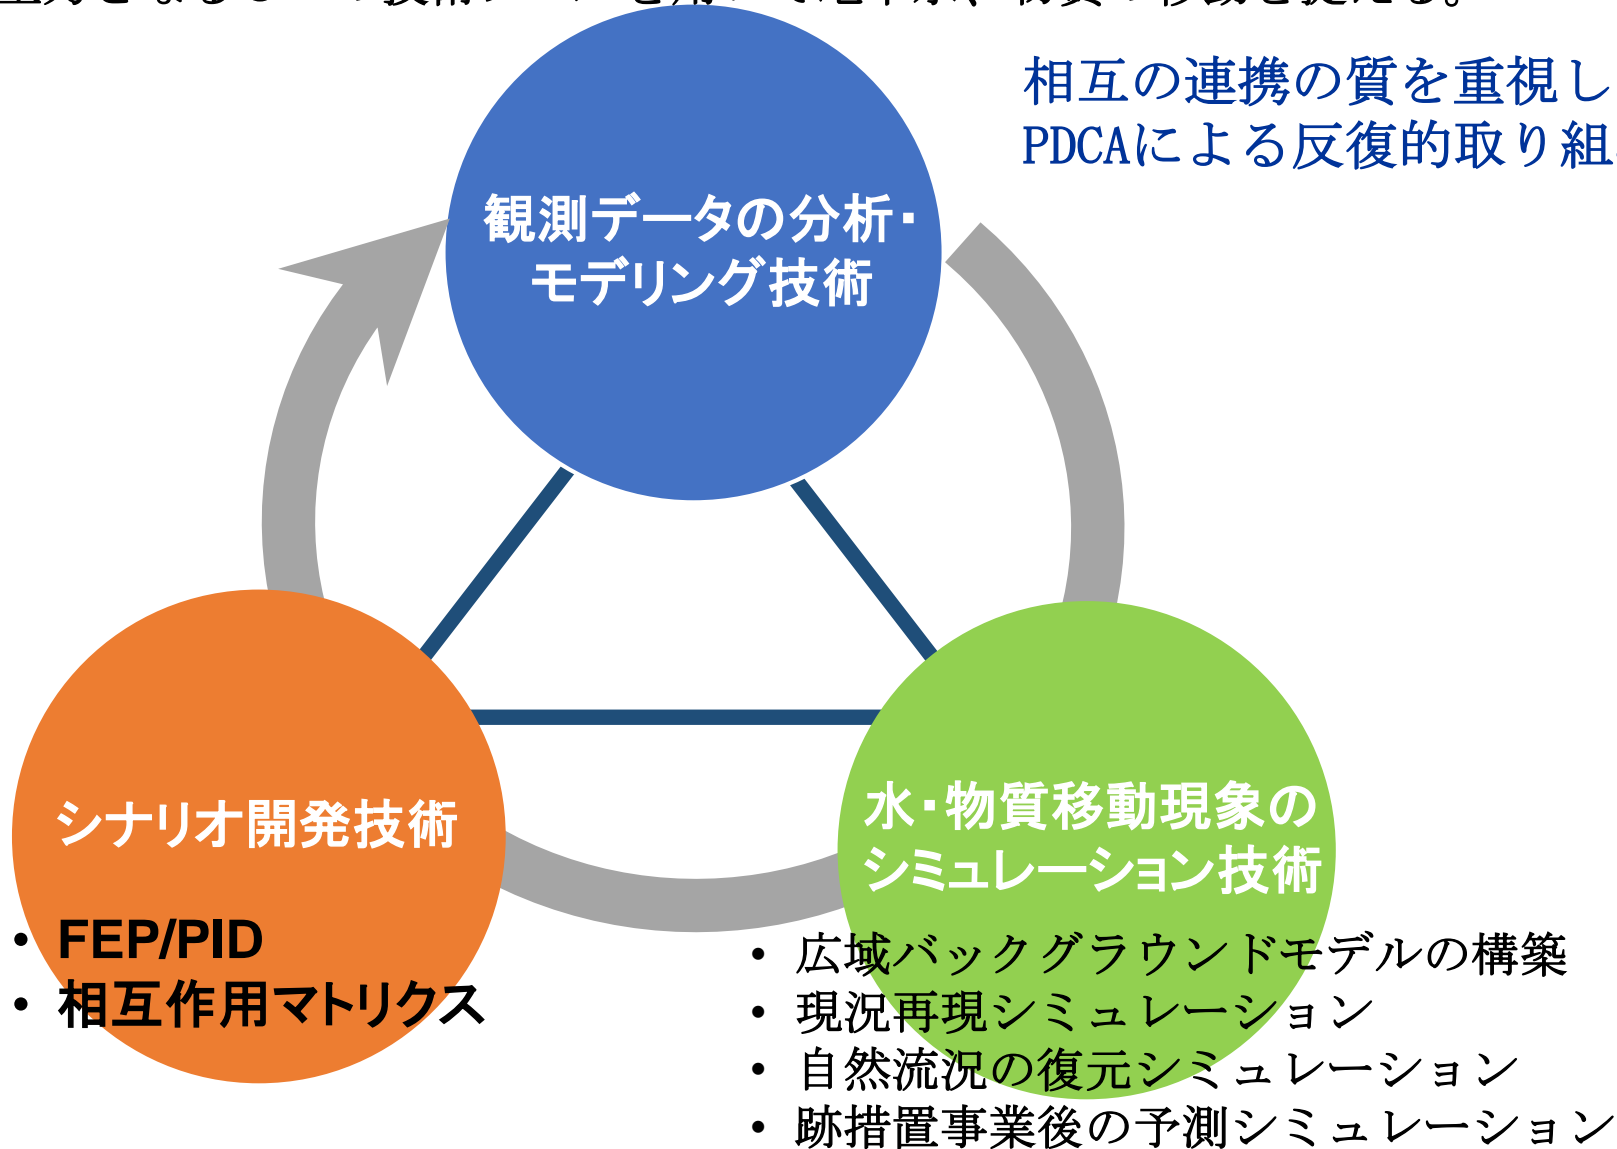 相互の連携の質を重視し
PDCAによる反復的取り組
観測データの分析・
モデリング技術
シナリオ開発技術
・FEP/PID
・相互作用マトリクス
水・物質移動現象の
シミュレーション技術
・広域バックグラウンドモデルの構築
・現況再現シミュレーション
・自然流況の復元シミュレーション
・跡措置事業後の予測シミュレーション